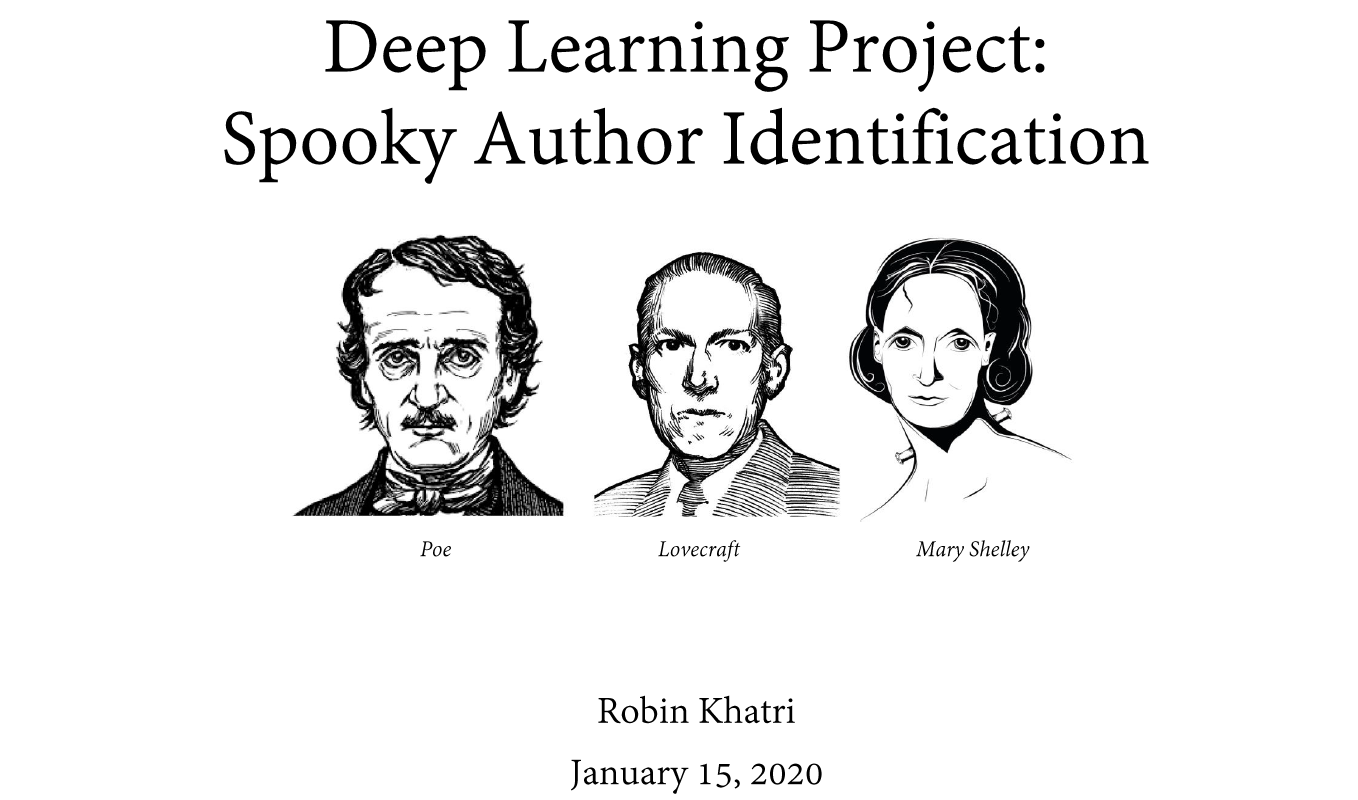 Deep Learning Project:
Spooky Author Identification
Poe
Lovecraft
Mary Shelley
Robin Khatri
January 15, 2020